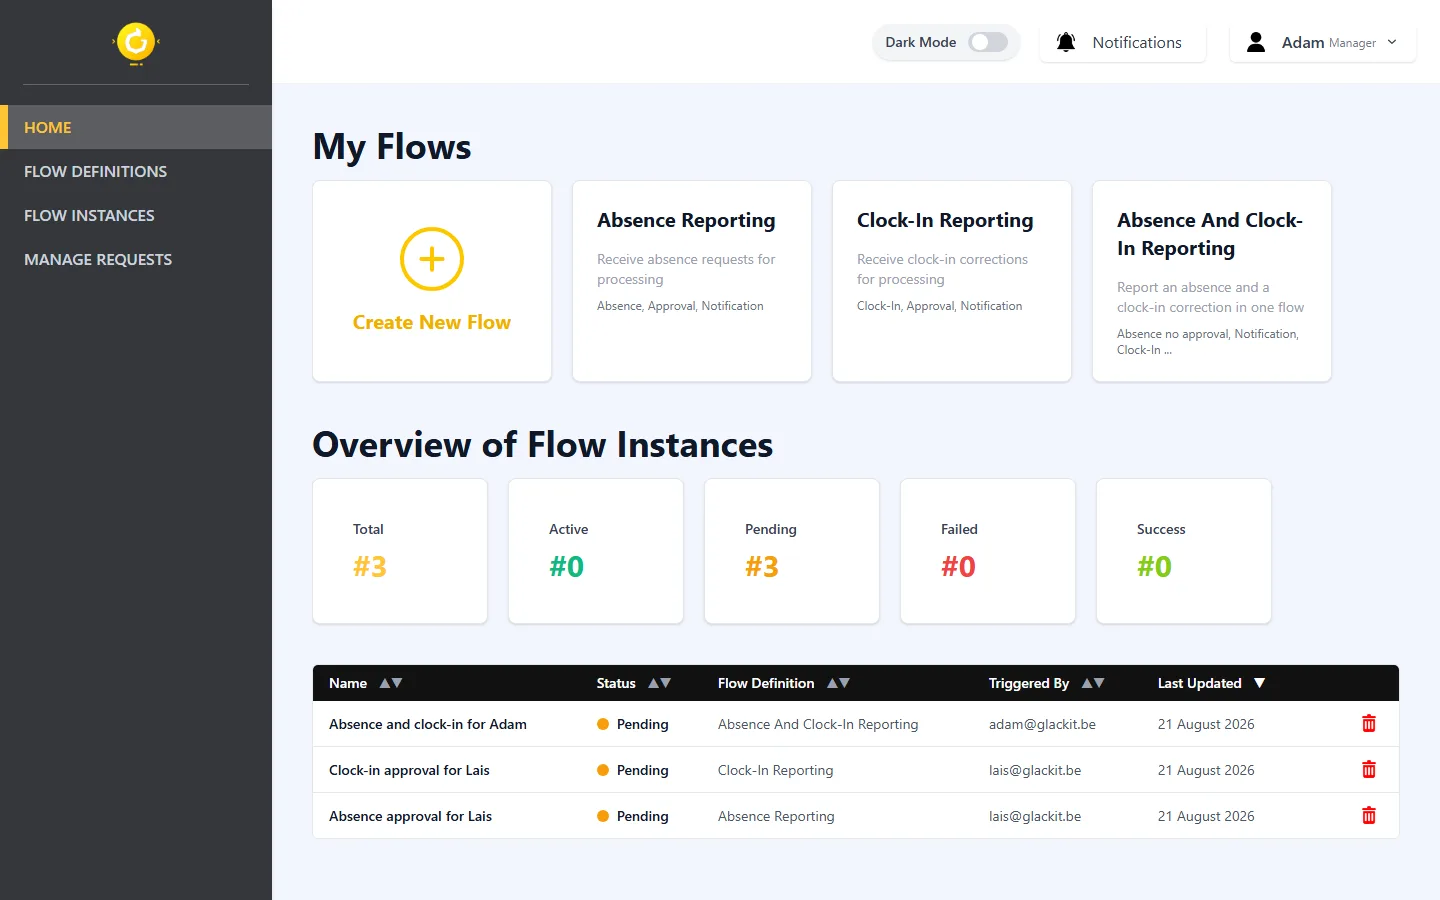 Dark Mode
Notifications
Adam Manager
HOME
FLOW DEFINITIONS
FLOW INSTANCES
MANAGE REQUESTS
My Flows
Create New Flow
Absence Reporting
Receive absence requests for
processing
Absence, Approval, Notification
Clock-In Reporting
Receive clock-in corrections
for processing
Clock-In, Approval, Notification
Absence And Clock-
In Reporting
Report an absence and a
clock-in correction in one flow
Absence no approval, Notification,
Clock-In ...
Overview of Flow Instances
Total
#3
Active
#0
Pending
#3
Failed
#0
Success
#0
Name Status Flow Definition Triggered By Last Updated
Absence and clock-in for Adam Pending Absence And Clock-In Reporting adam@glackit.be 21 August 2026
Clock-in approval for Lais Pending Clock-In Reporting lais@glackit.be 21 August 2026
Absence approval for Lais Pending Absence Reporting lais@glackit.be 21 August 2026